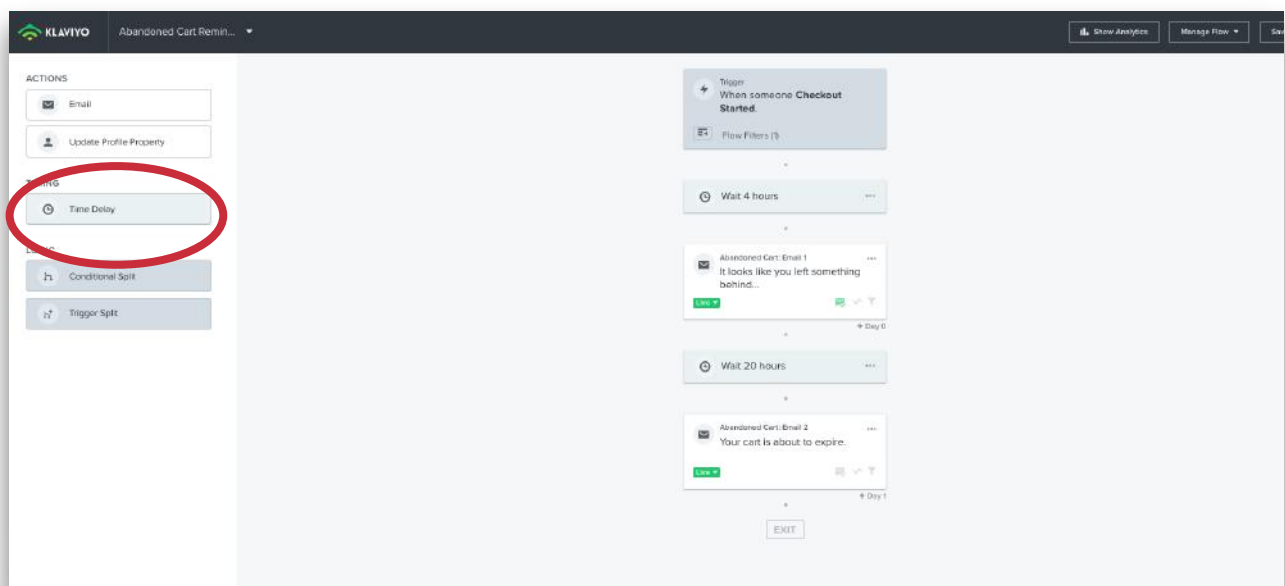 KLAVIYO
Abandoned Cart Remin...
Show Analytics
Manage Flow
ACTIONS
Email
Update Profile Property
Time Delay
Conditional Split
Trigger Split
Trigger
When someone Checkout
Started.
Flow Filters (1)
Wait 4 hours
Abandoned Cart: Email 1
It looks like you left something
behind...
Live
Day 0
Wait 20 hours
Abandoned Cart: Email 2
Your cart is about to expire.
Live
Day 1
EXIT